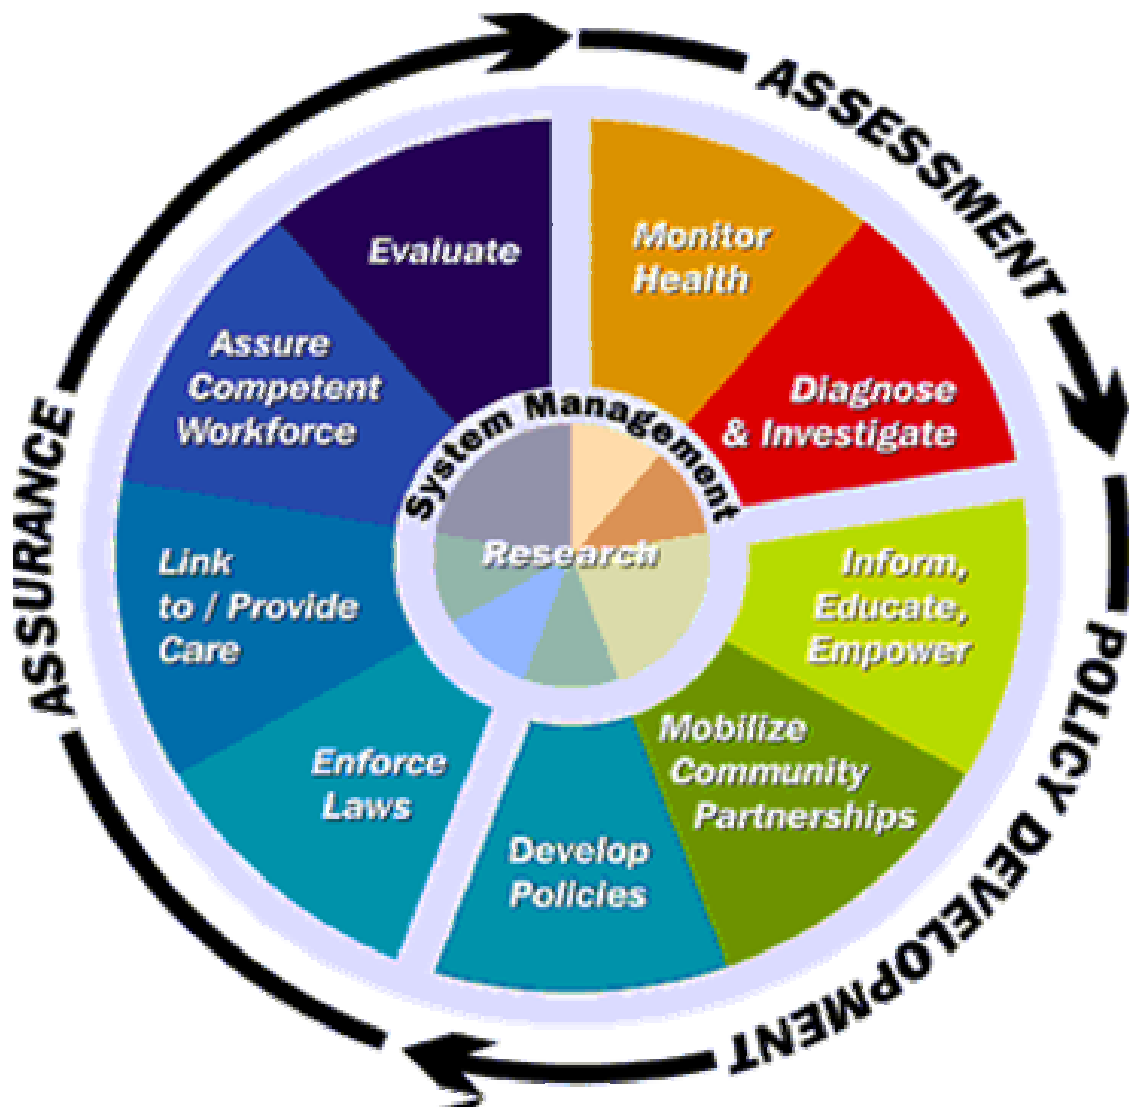 ASSESSMENT
POLICY DEVELOPMENT
ASSURANCE
Monitor
Health
Diagnose
& Investigate
Inform,
Educate,
Empower
Mobilize
Community
Partnerships
Develop
Policies
Enforce
Laws
Link
to / Provide
Care
Assure
Competent
Workforce
Evaluate
System Management
Research